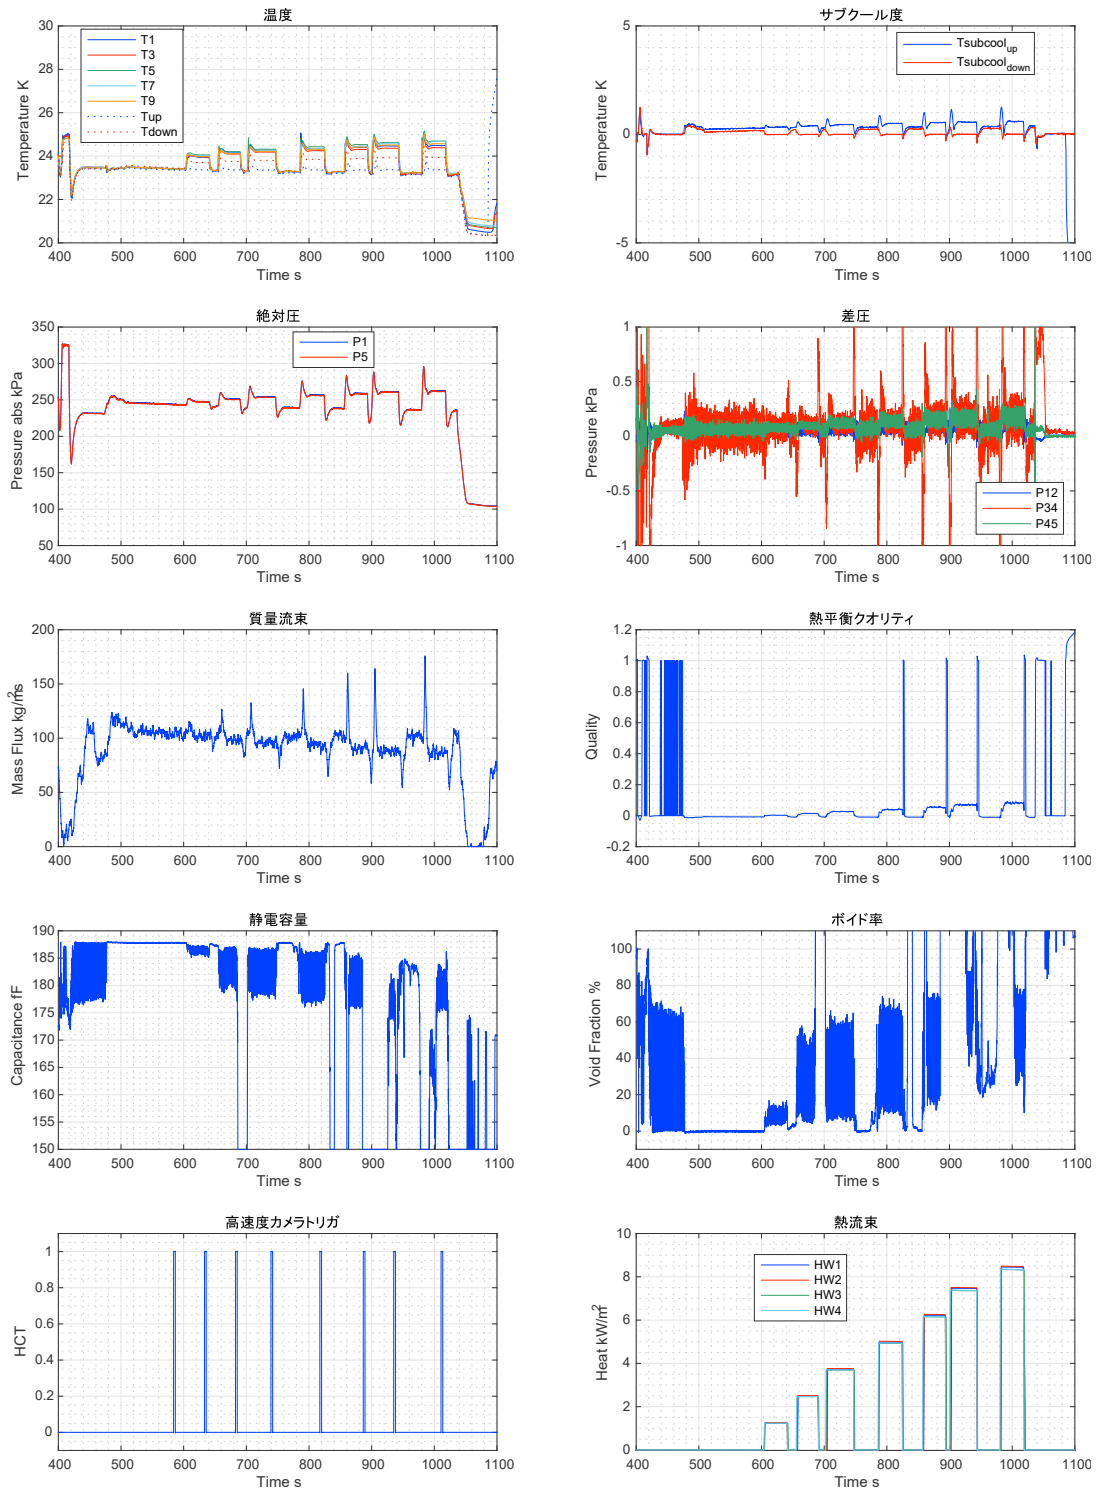 温度
30
28
26
24
22
20
400 500 600 700 800 900 1000 1100
Time s
Temperature K
T1
T3
T5
T7
T9
Tup
Tdown
サブクール度
5
0
-5
400 500 600 700 800 900 1000 1100
Time s
Temperature K
Tsubcool_up
Tsubcool_down
絶対圧
350
300
250
200
150
100
50
400 500 600 700 800 900 1000 1100
Time s
Pressure abs kPa
P1
P5
差圧
1
0.5
0
-0.5
-1
400 500 600 700 800 900 1000 1100
Time s
Pressure kPa
P12
P34
P45
質量流束
200
150
100
50
0
400 500 600 700 800 900 1000 1100
Time s
Mass Flux kg/m²s
熱平衡クオリティ
1.2
1
0.8
0.6
0.4
0.2
0
-0.2
400 500 600 700 800 900 1000 1100
Time s
Quality
静電容量
190
185
180
175
170
165
160
155
150
400 500 600 700 800 900 1000 1100
Time s
Capacitance fF
ボイド率
100
80
60
40
20
0
400 500 600 700 800 900 1000 1100
Time s
Void Fraction %
高速度カメラトリガ
1
0.8
0.6
0.4
0.2
0
400 500 600 700 800 900 1000 1100
Time s
HCT
熱流束
10
8
6
4
2
0
400 500 600 700 800 900 1000 1100
Time s
Heat kW/m²
HW1
HW2
HW3
HW4